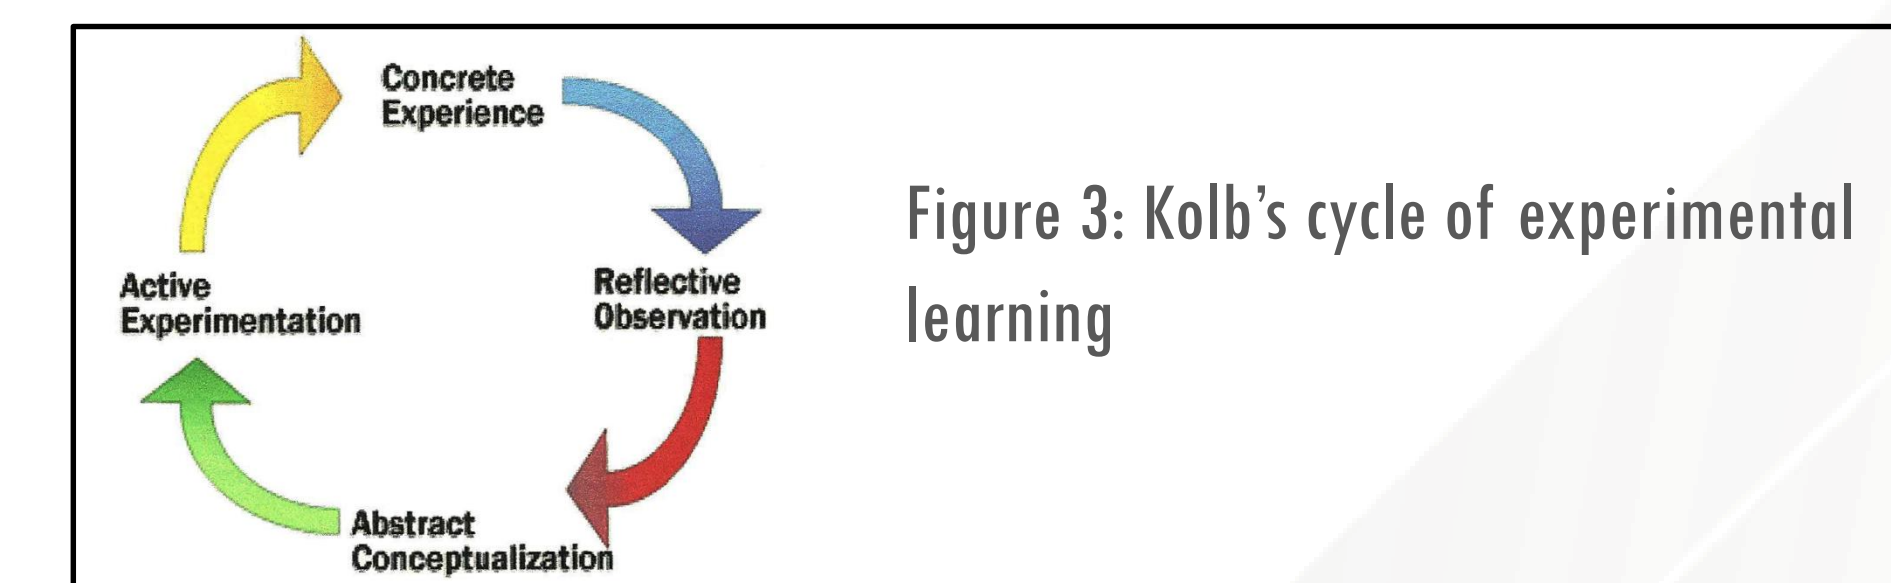 Concrete
Experience
Reflective
Observation
Abstract
Conceptualization
Active
Experimentation
Figure 3: Kolb’s cycle of experimental
learning